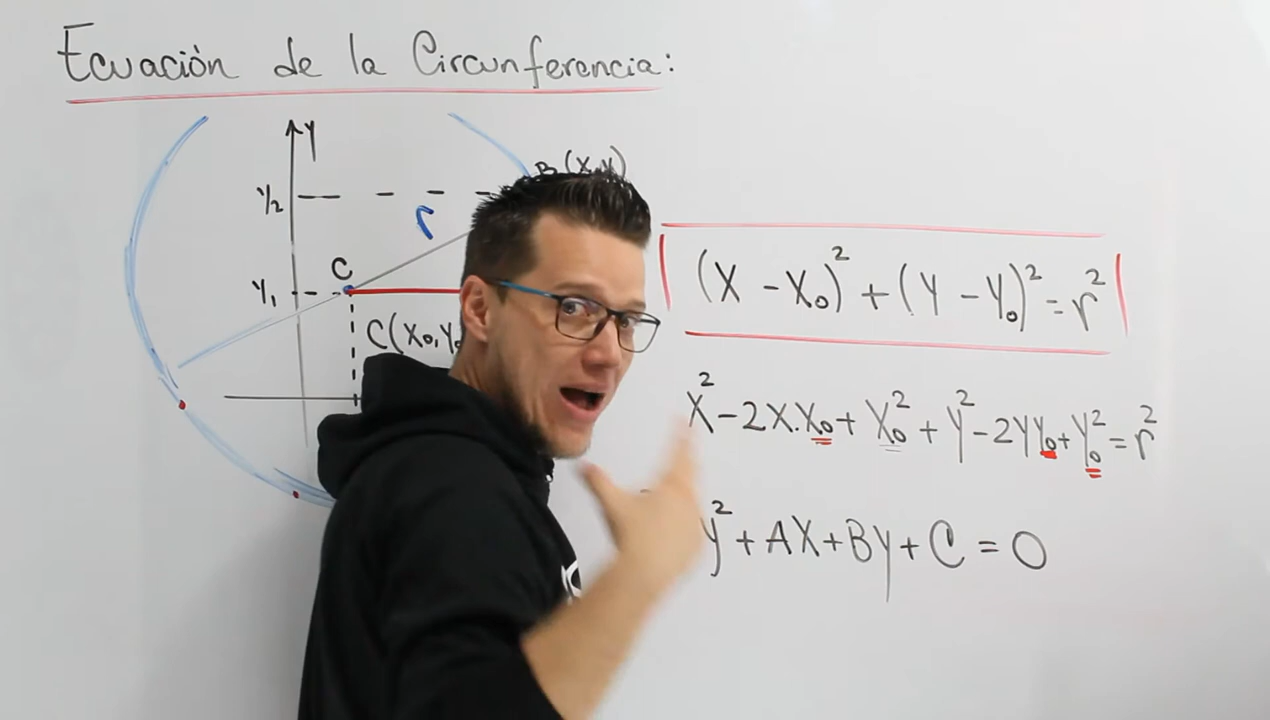 Ecuación de la Circunferencia:
Y
B(X,Y)
Y₂
r
C
Y₁
C(X₀,Y₀
(X - X₀)² + (Y - Y₀)² = r²
X² - 2X.X₀ + X₀² + Y² - 2YY₀ + Y₀² = r²
y² + AX + BY + C = 0